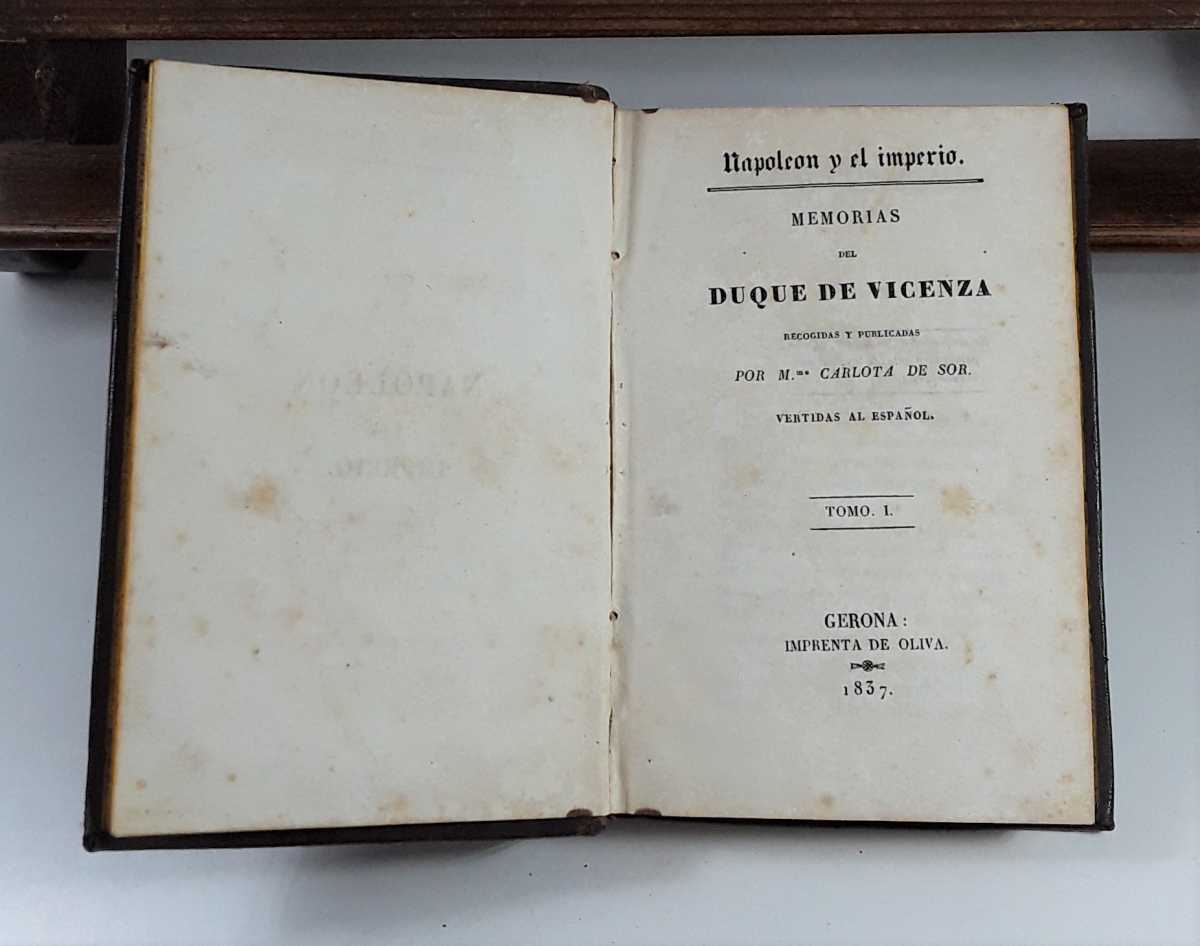 Napoleon y el imperio.
MEMORIAS
DEL
DUQUE DE VICENZA
RECOGIDAS Y PUBLICADAS
POR M.me CARLOTA DE SOR.
VERTIDAS AL ESPAÑOL.
TOMO. I.
GERONA:
IMPRENTA DE OLIVA.
1837.